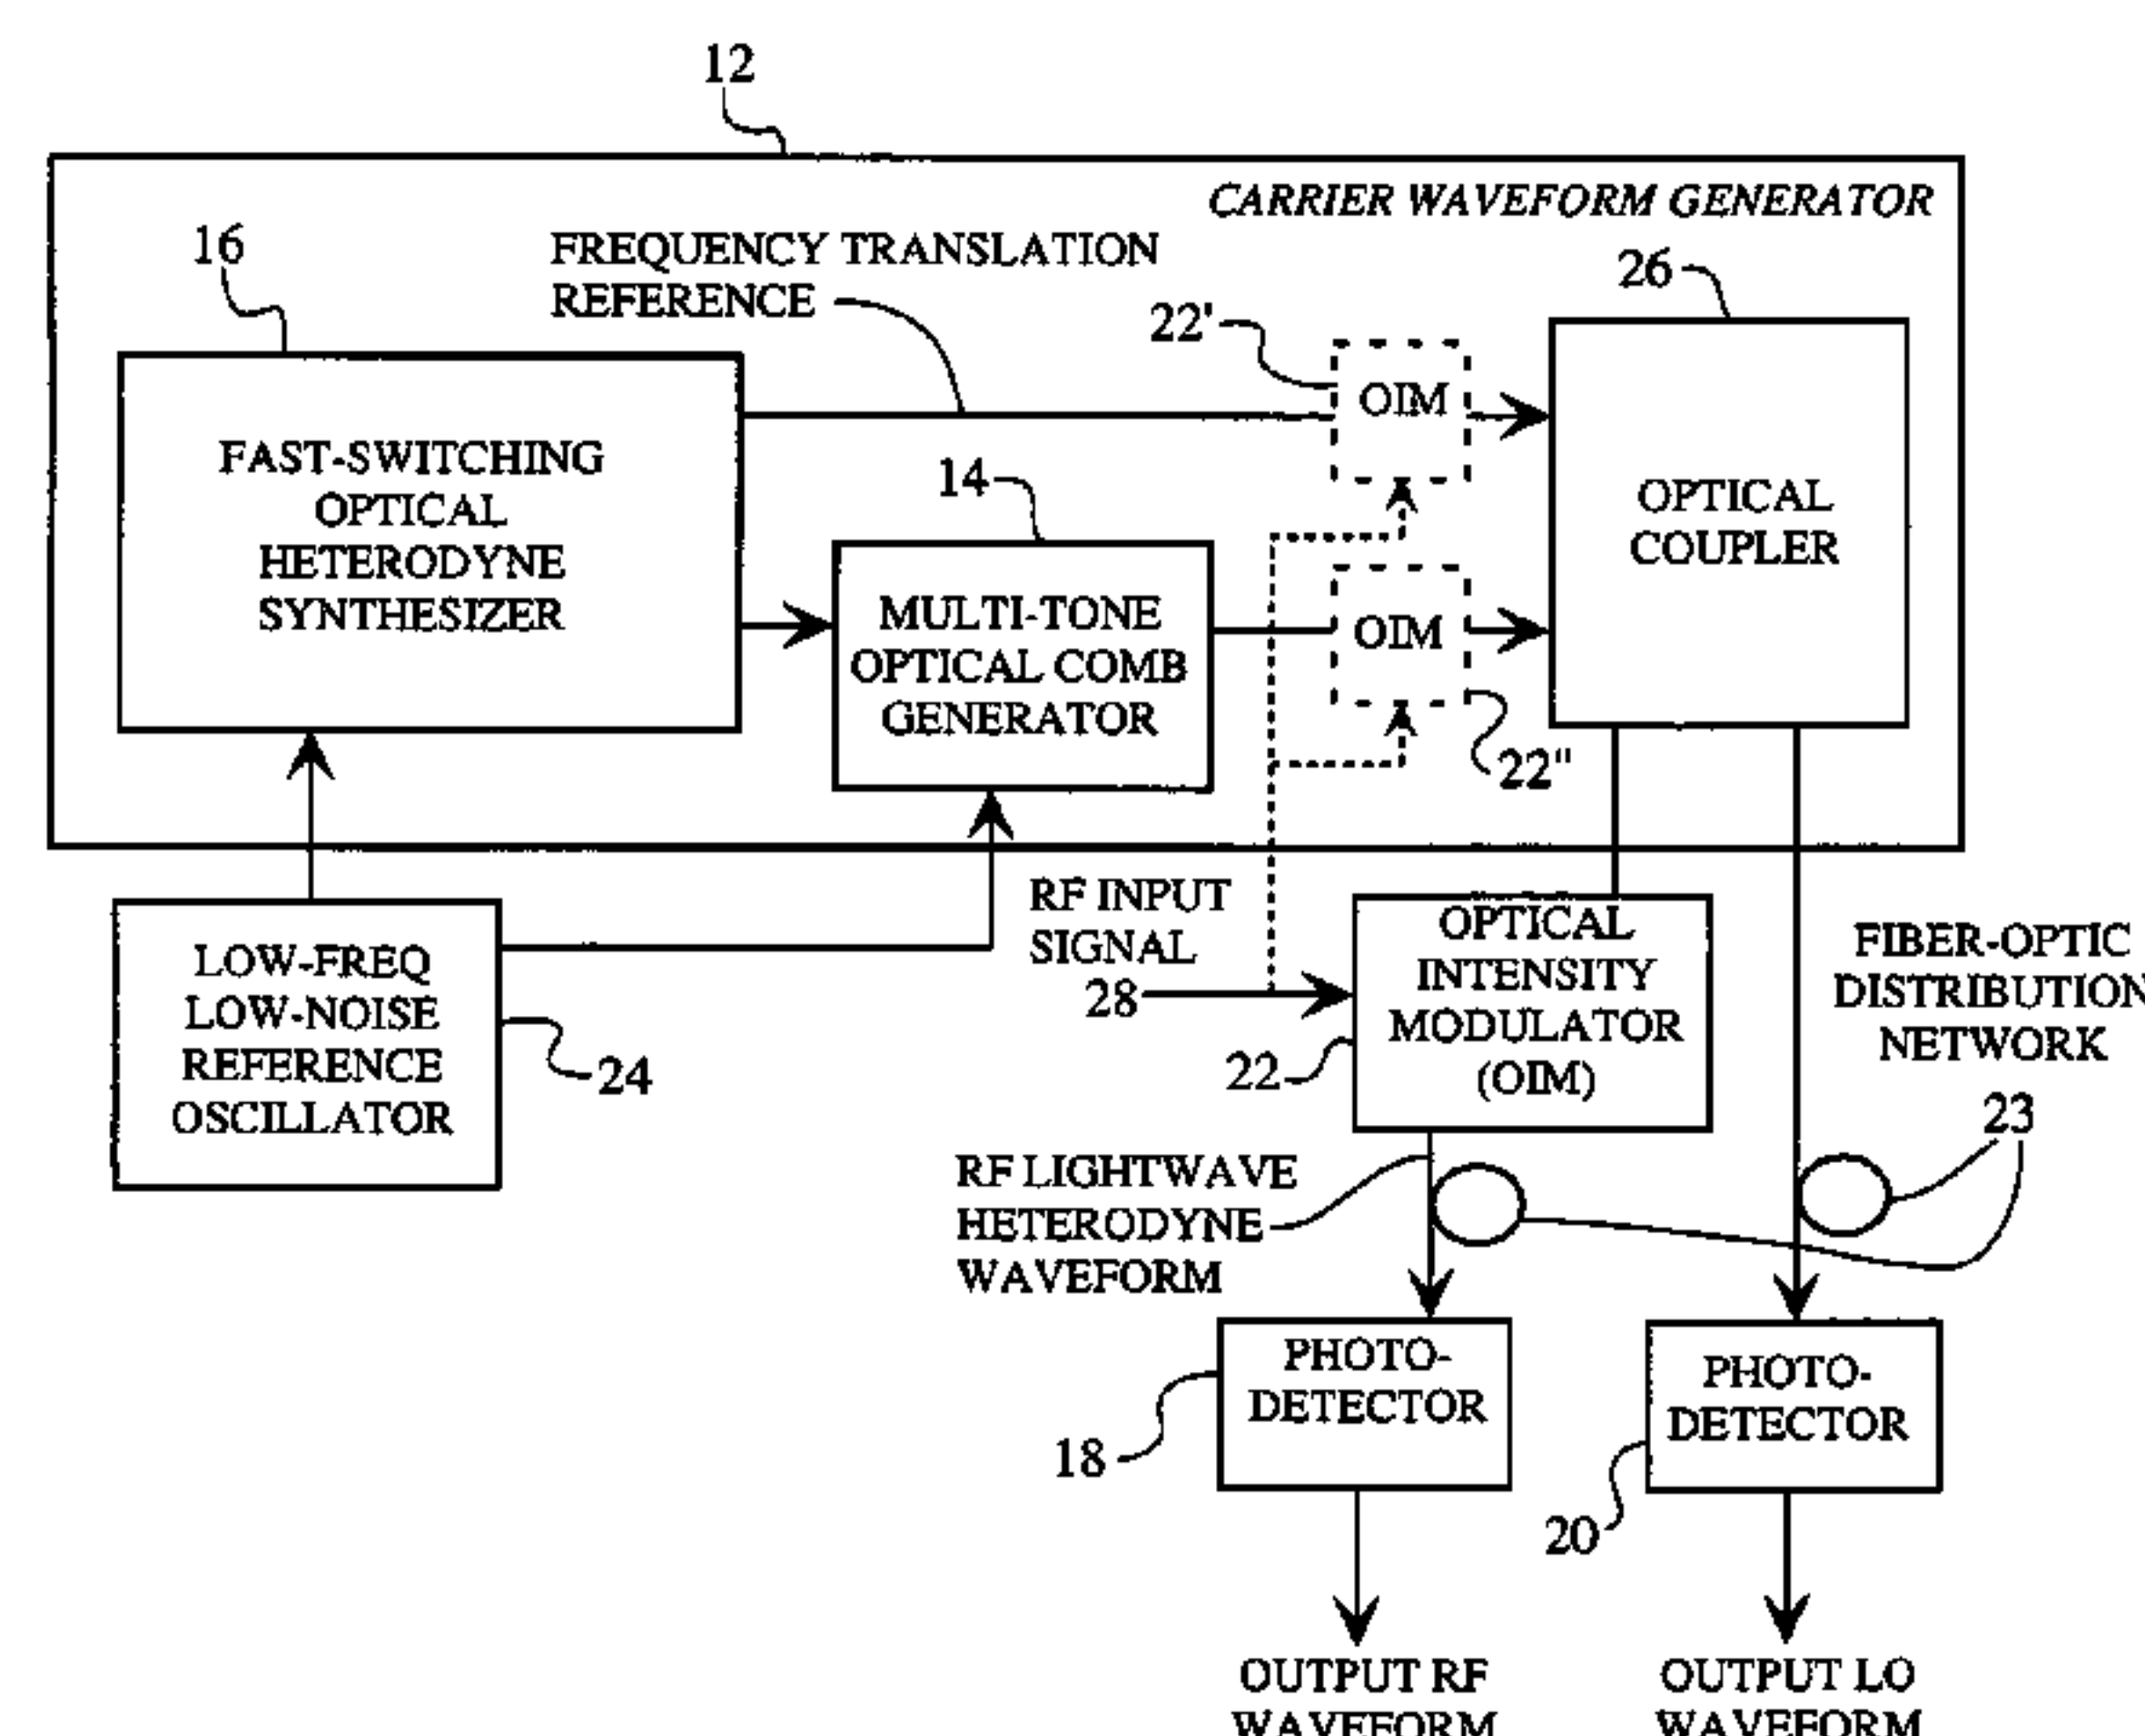 12
CARRIER WAVEFORM GENERATOR
16
FREQUENCY TRANSLATION
REFERENCE
26
22'
OIM
FAST-SWITCHING
OPTICAL
HETERODYNE
SYNTHESIZER
14
OPTICAL
COUPLER
MULTI-TONE
OPTICAL COMB
GENERATOR
OIM
22"
RF INPUT
SIGNAL
28
LOW-FREQ
LOW-NOISE
REFERENCE
OSCILLATOR
24
OPTICAL
INTENSITY
MODULATOR
(OIM)
22
FIBER-OPTIC
DISTRIBUTION
NETWORK
23
RF LIGHTWAVE
HETERODYNE
WAVEFORM
PHOTO-
DETECTOR
18
PHOTO-
DETECTOR
20
OUTPUT RF
WAVEFORM
OUTPUT LO
WAVEFORM